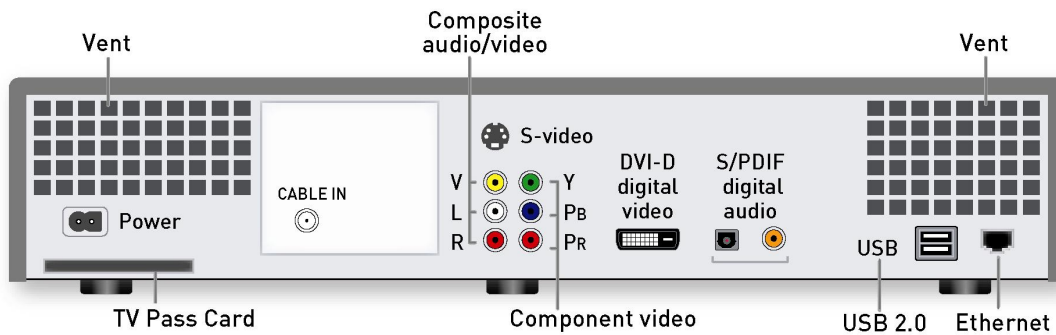 Composite
audio/video
Vent
Vent
S-video
CABLE IN
V
Y
L
PB
R
PR
DVI-D
digital
video
S/PDIF
digital
audio
Power
USB
TV Pass Card
Component video
USB 2.0
Ethernet